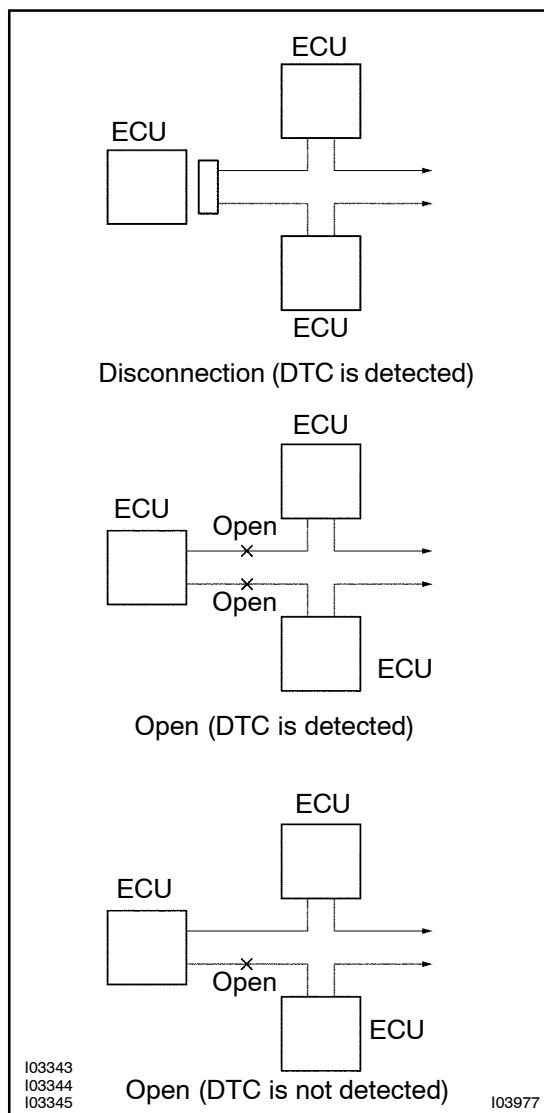 ECU
ECU
ECU
Disconnection (DTC is detected)
ECU
ECU
Open
Open
ECU
Open (DTC is detected)
ECU
ECU
Open
ECU
I03343
I03344
I03345
Open (DTC is not detected)
I03977